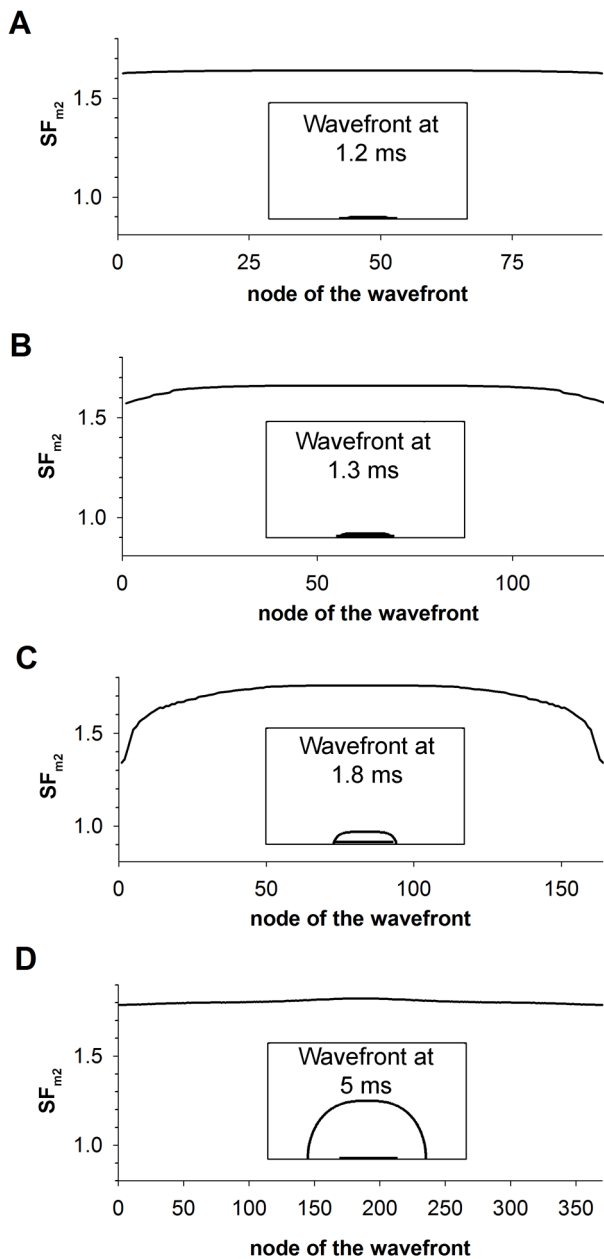 A
SFm2
1.5
1.0
Wavefront at
1.2 ms
0 25 50 75
node of the wavefront
B
SFm2
1.5
1.0
Wavefront at
1.3 ms
0 50 100
node of the wavefront
C
SFm2
1.5
1.0
Wavefront at
1.8 ms
0 50 100 150
node of the wavefront
D
SFm2
1.5
1.0
Wavefront at
5 ms
0 50 100 150 200 250 300 350
node of the wavefront